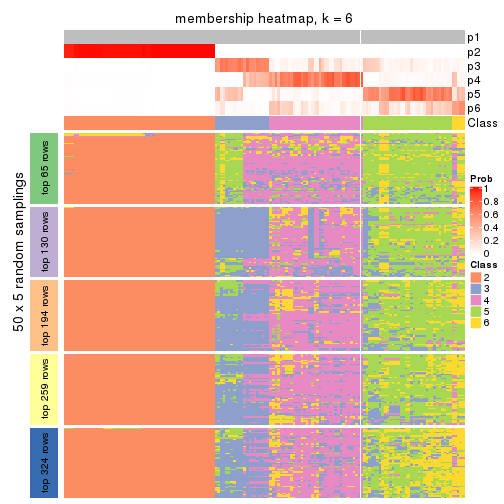 membership heatmap, k = 6
p1
p2
p3
p4
p5
p6
Class
50 x 5 random samplings
top 65 rows
top 130 rows
top 194 rows
top 259 rows
top 324 rows
Prob
1
0.8
0.6
0.4
0.2
0
Class
2
3
4
5
6